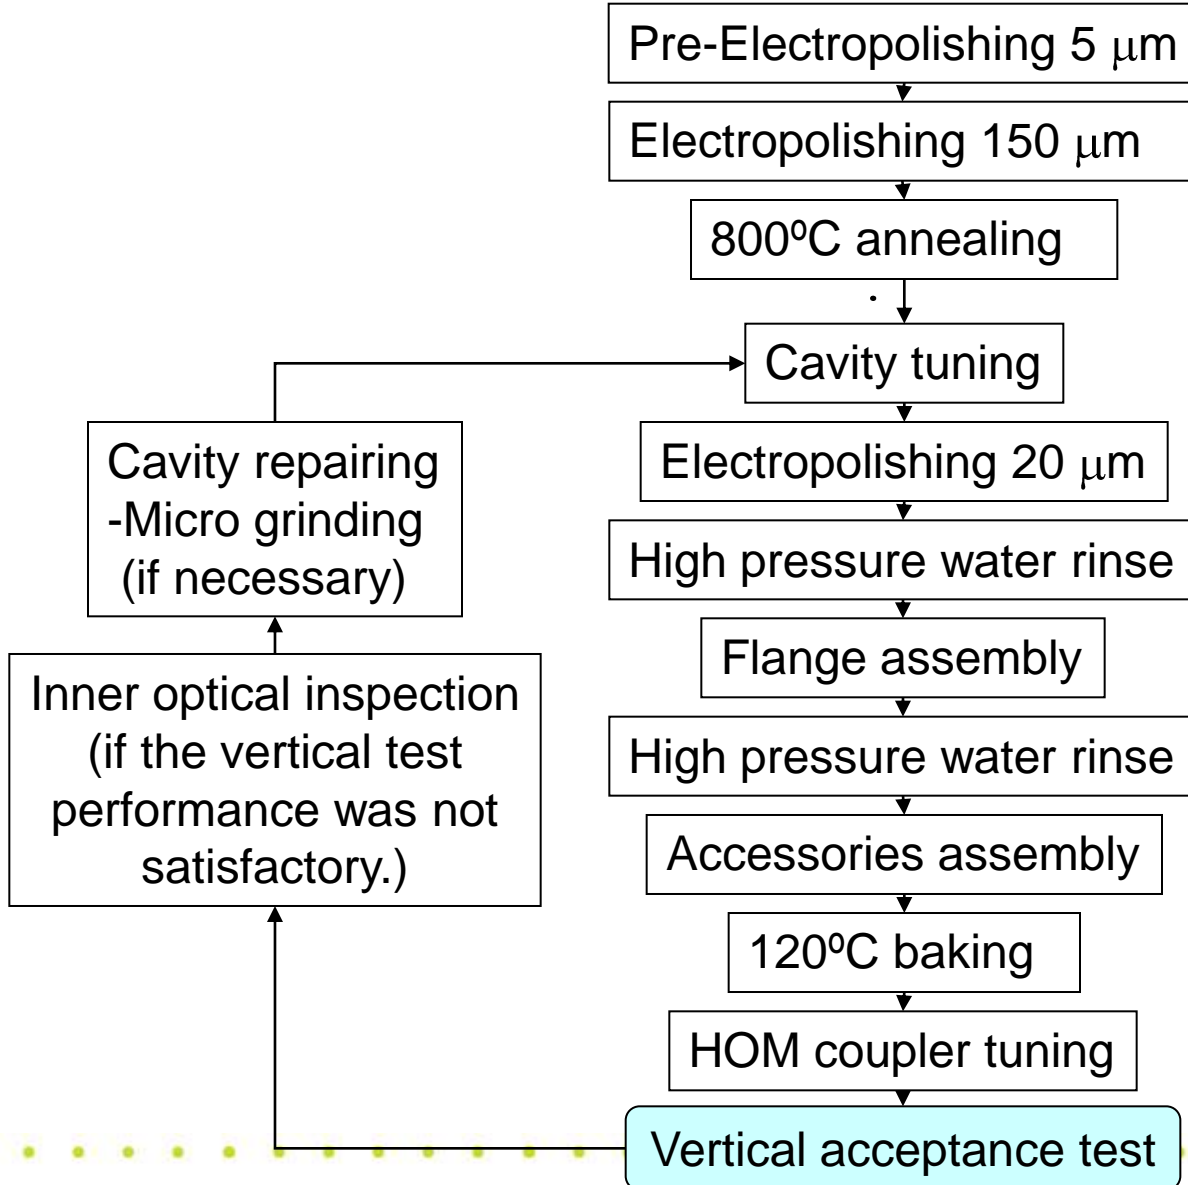 Pre-Electropolishing 5 μm
Electropolishing 150 μm
800ºC annealing
.
Cavity tuning
Electropolishing 20 μm
High pressure water rinse
Flange assembly
High pressure water rinse
Accessories assembly
120ºC baking
HOM coupler tuning
Vertical acceptance test
Inner optical inspection
(if the vertical test
performance was not
satisfactory.)
Cavity repairing
-Micro grinding
(if necessary)